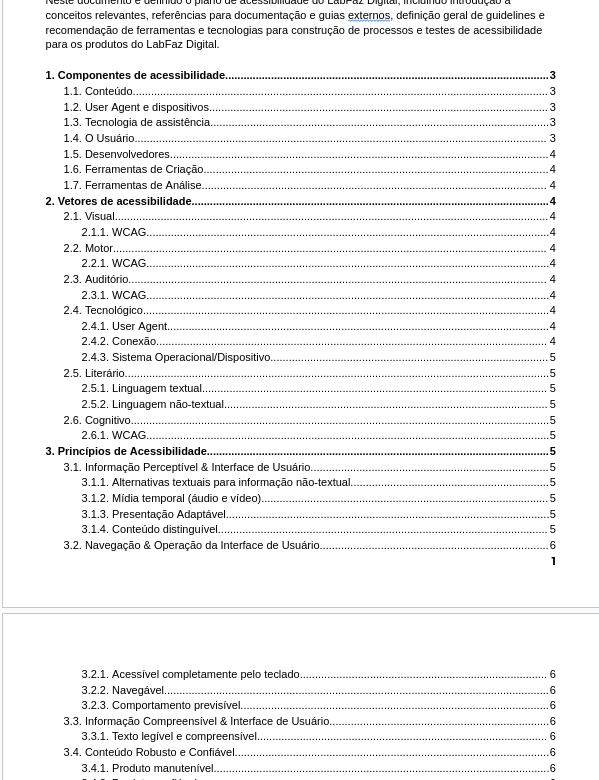 Neste documento é definido o plano de acessibilidade do LabFaz Digital, incluindo introdução a
conceitos relevantes, referências para documentação e guias externos, definição geral de guidelines e
recomendação de ferramentas e tecnologias para construção de processos e testes de acessibilidade
para os produtos do LabFaz Digital.
1. Componentes de acessibilidade 3
1.1. Conteúdo 3
1.2. User Agent e dispositivos 3
1.3. Tecnologia de assistência 3
1.4. O Usuário 3
1.5. Desenvolvedores 4
1.6. Ferramentas de Criação 4
1.7. Ferramentas de Análise 4
2. Vetores de acessibilidade 4
2.1. Visual 4
2.1.1. WCAG 4
2.2. Motor 4
2.2.1. WCAG 4
2.3. Auditório 4
2.3.1. WCAG 4
2.4. Tecnológico 4
2.4.1. User Agent 4
2.4.2. Conexão 4
2.4.3. Sistema Operacional/Dispositivo 5
2.5. Literário 5
2.5.1. Linguagem textual 5
2.5.2. Linguagem não-textual 5
2.6. Cognitivo 5
2.6.1. WCAG 5
3. Princípios de Acessibilidade 5
3.1. Informação Perceptível & Interface de Usuário 5
3.1.1. Alternativas textuais para informação não-textual 5
3.1.2. Mídia temporal (áudio e vídeo) 5
3.1.3. Presentação Adaptável 5
3.1.4. Conteúdo distinguível 5
3.2. Navegação & Operação da Interface de Usuário 6
1
3.2.1. Acessível completamente pelo teclado 6
3.2.2. Navegável 6
3.2.3. Comportamento previsível 6
3.3. Informação Compreensível & Interface de Usuário 6
3.3.1. Texto legível e compreensível 6
3.4. Conteúdo Robusto e Confiável 6
3.4.1. Produto manutenível 6